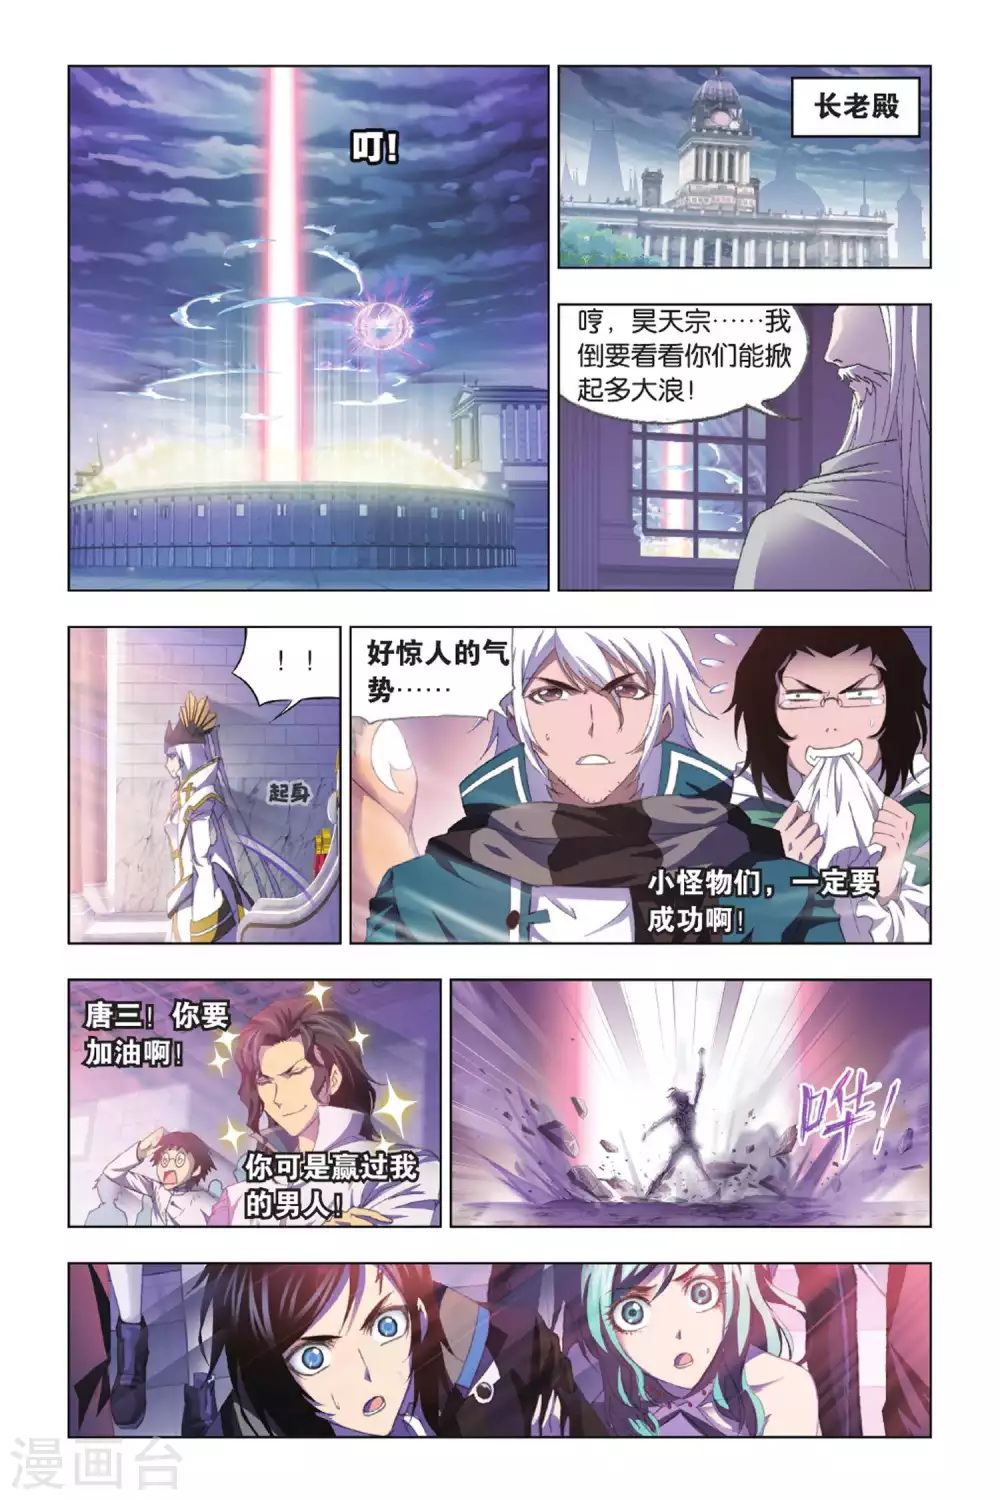 叮!
长老殿
哼，昊天宗……我
倒要看看你们能掀
起多大浪！
！！
起身
好惊人的气
势……
小怪物们，一定要
成功啊！
唐三！你要
加油啊！
你可是赢过我
的男人！
哗！
漫画台